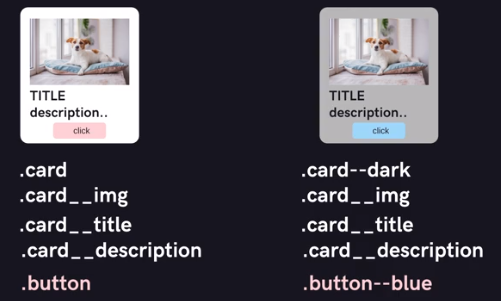 TITLE
description..
click
.card
.card__img
.card__title
.card__description
.button
TITLE
description..
click
.card--dark
.card__img
.card__title
.card__description
.button--blue